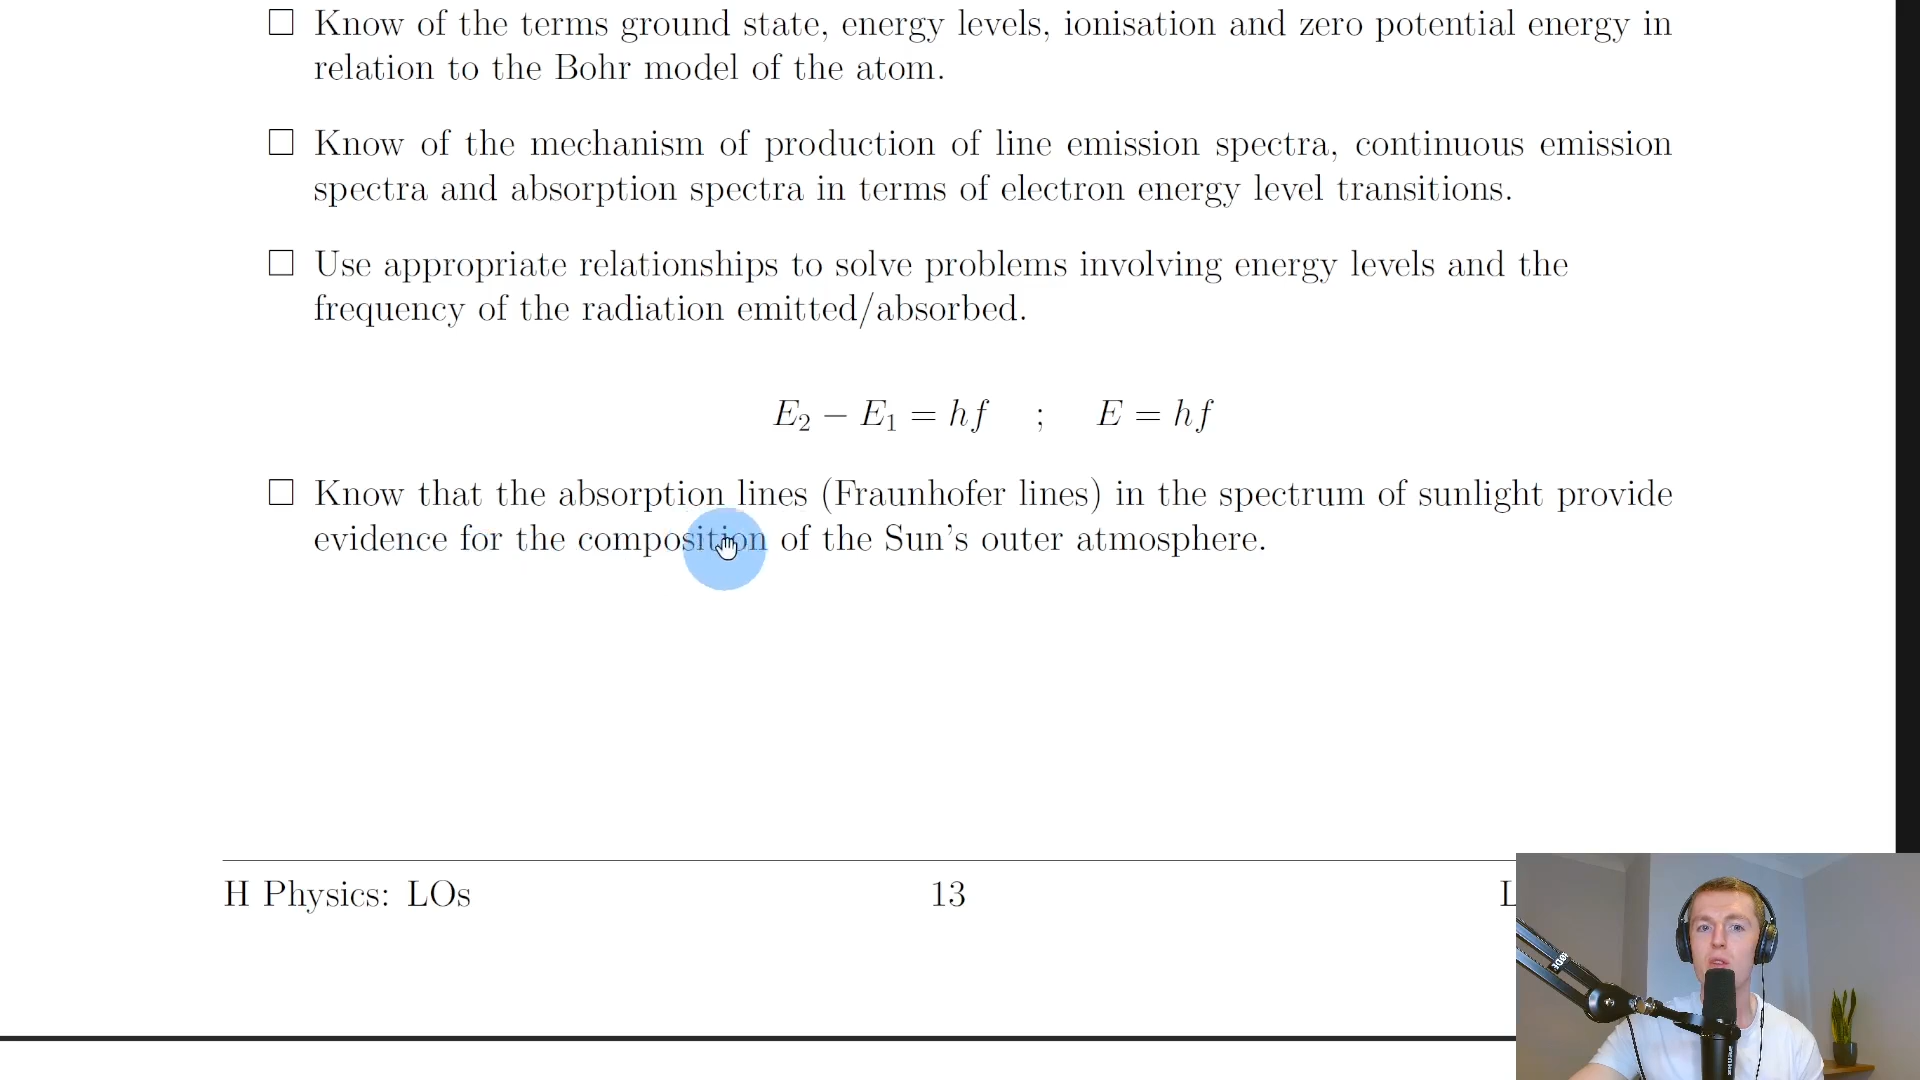 ☐ Know of the terms ground state, energy levels, ionisation and zero potential energy in
relation to the Bohr model of the atom.
☐ Know of the mechanism of production of line emission spectra, continuous emission
spectra and absorption spectra in terms of electron energy level transitions.
☐ Use appropriate relationships to solve problems involving energy levels and the
frequency of the radiation emitted/absorbed.
E₂ − E₁ = hf ; E = hf
☐ Know that the absorption lines (Fraunhofer lines) in the spectrum of sunlight provide
evidence for the composition of the Sun's outer atmosphere.
H Physics: LOs 13
RØDE